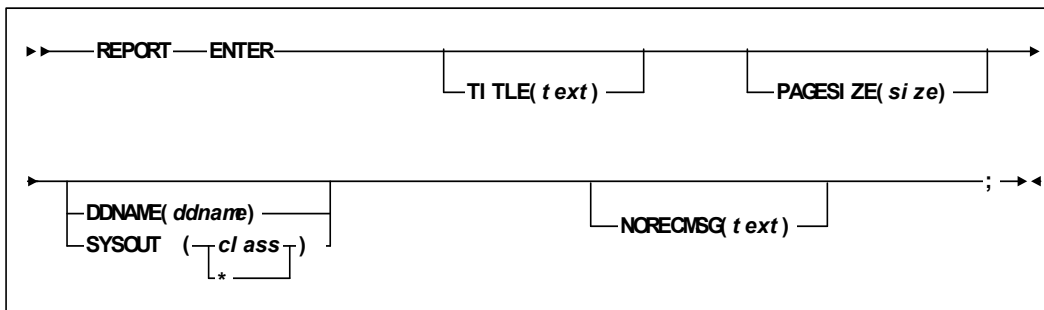 REPORT ENTER
TITLE(text) PAGESIZE(size)
;
DDNAME(ddname)
NORECMSG(text)
SYSOUT (class)
*